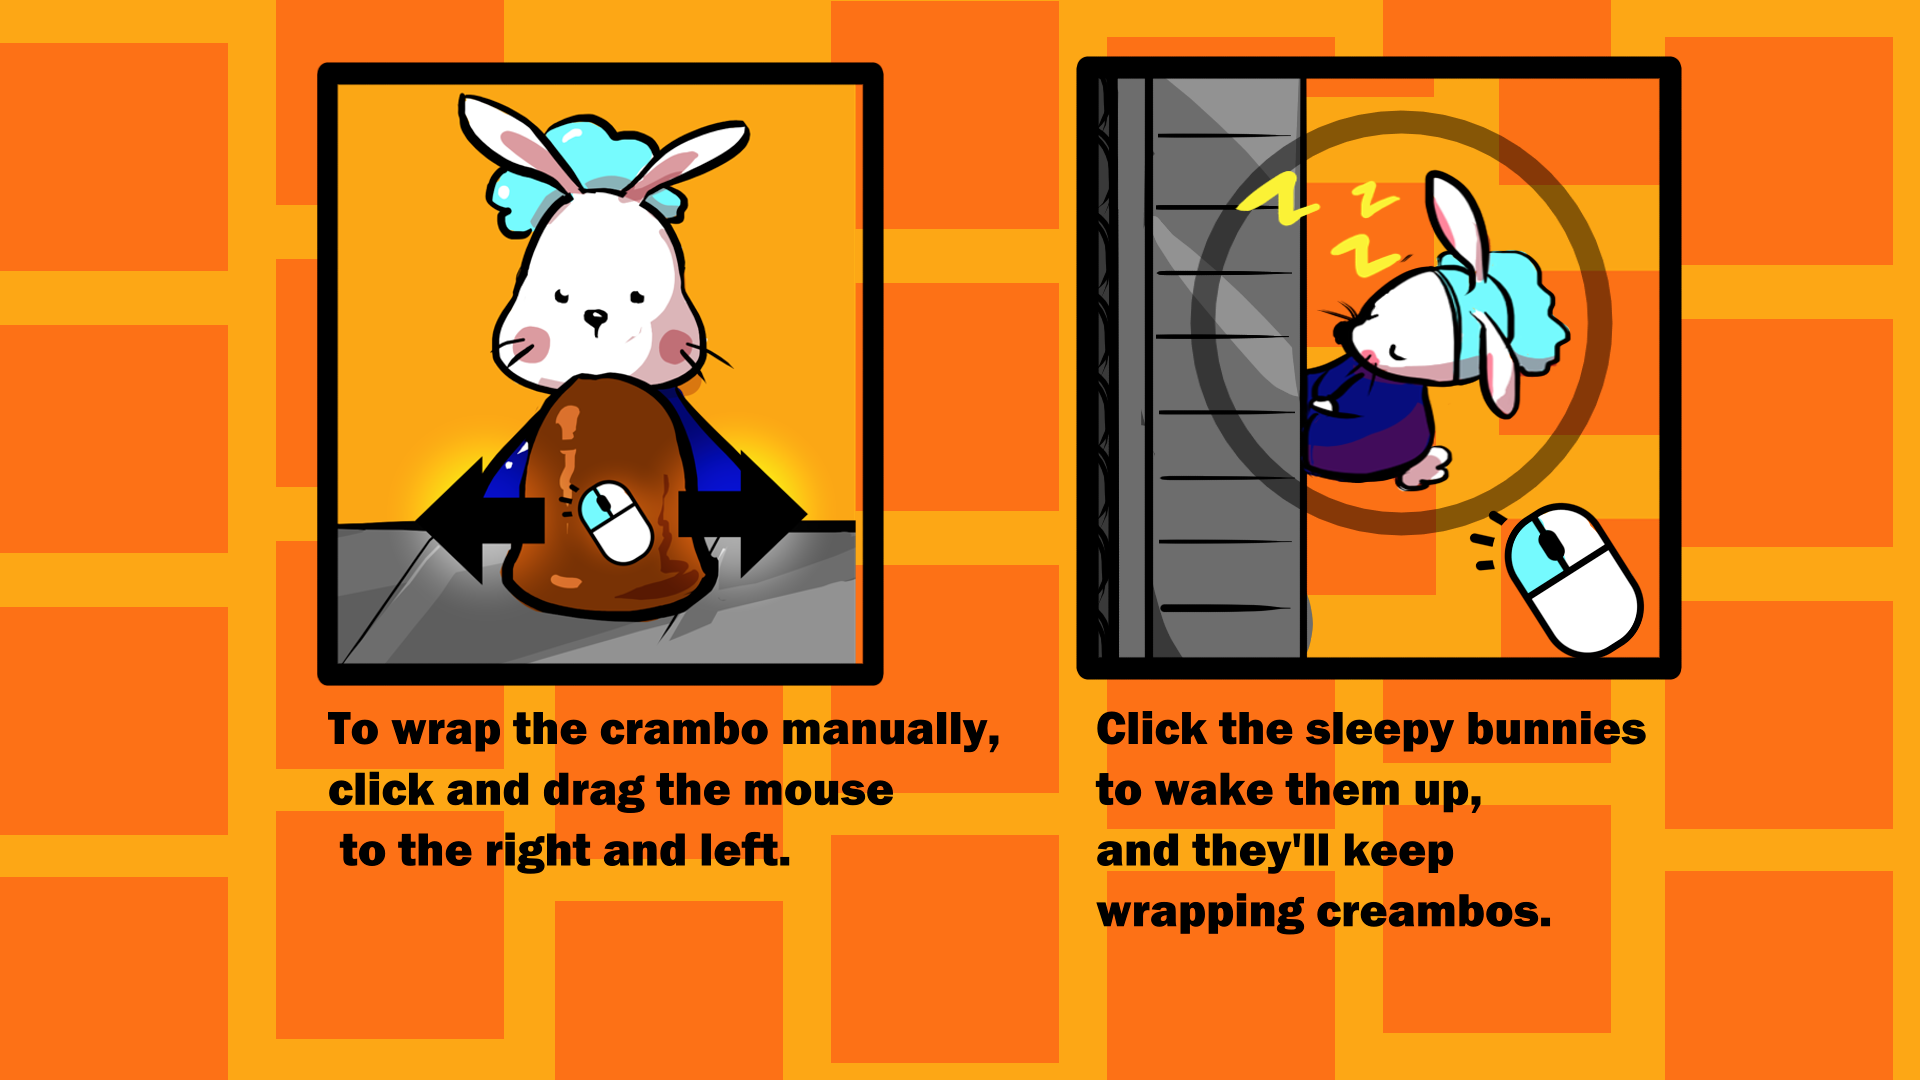 z z
z
To wrap the crambo manually,
click and drag the mouse
to the right and left.
Click the sleepy bunnies
to wake them up,
and they'll keep
wrapping creambos.